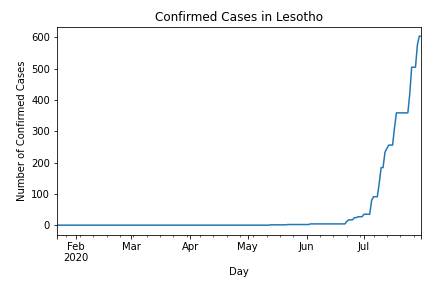 Confirmed Cases in Lesotho
600
500
400
300
200
100
0
Number of Confirmed Cases
Feb Mar Apr May Jun Jul
2020
Day